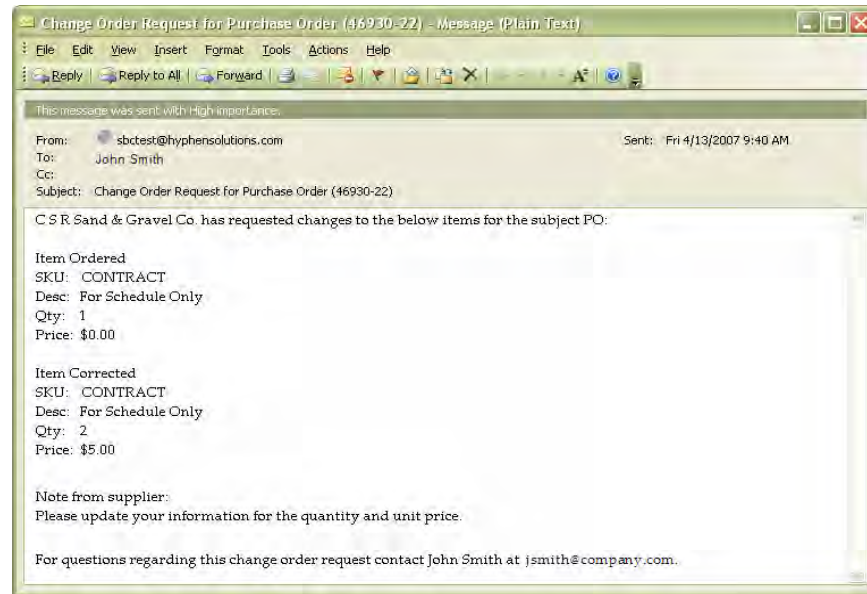 Change Order Request for Purchase Order (46930-22) - Message (Plain Text)
File Edit View Insert Format Tools Actions Help
Reply Reply to All Forward
This message was sent with High importance.
From: sbctest@hyphensolutions.com Sent: Fri 4/13/2007 9:40 AM
To: John Smith
Cc:
Subject: Change Order Request for Purchase Order (46930-22)
C S R Sand & Gravel Co. has requested changes to the below items for the subject PO:
Item Ordered
SKU: CONTRACT
Desc: For Schedule Only
Qty: 1
Price: $0.00
Item Corrected
SKU: CONTRACT
Desc: For Schedule Only
Qty: 2
Price: $5.00
Note from supplier:
Please update your information for the quantity and unit price.
For questions regarding this change order request contact John Smith at jsmith@company.com.